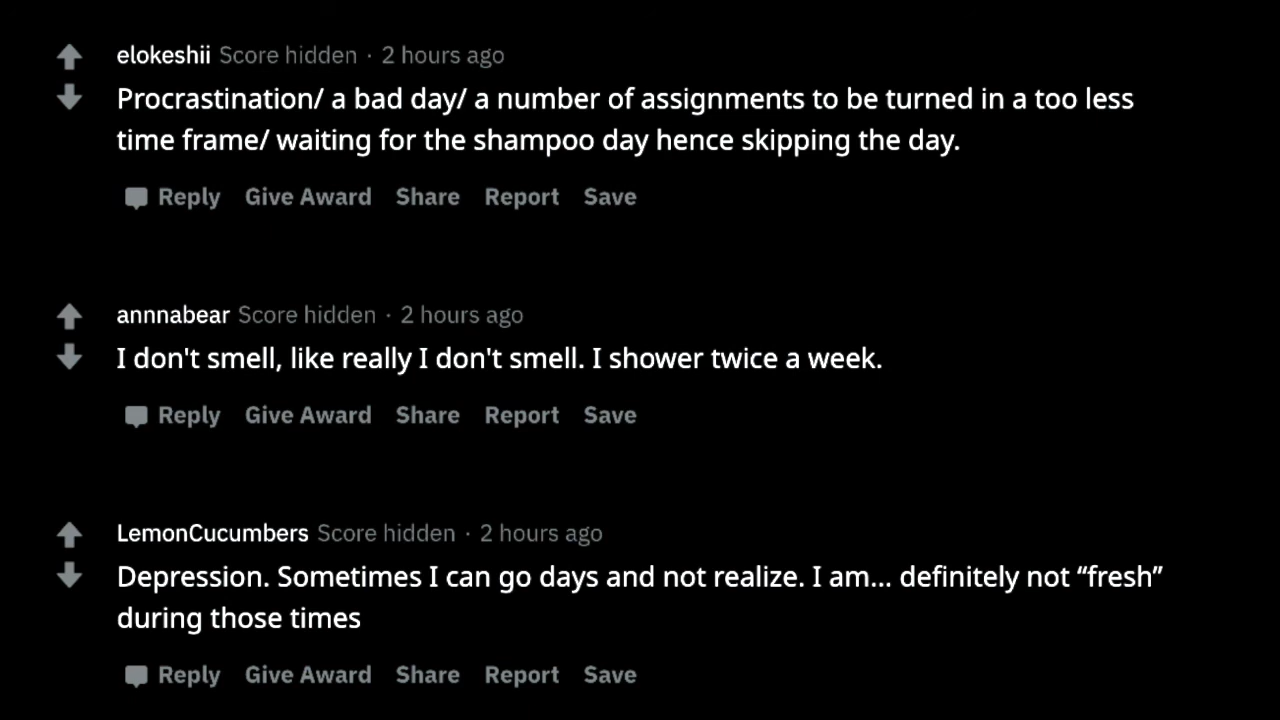 elokeshii Score hidden · 2 hours ago
Procrastination/ a bad day/ a number of assignments to be turned in a too less
time frame/ waiting for the shampoo day hence skipping the day.
Reply Give Award Share Report Save
annnabear Score hidden · 2 hours ago
I don't smell, like really I don't smell. I shower twice a week.
Reply Give Award Share Report Save
LemonCucumbers Score hidden · 2 hours ago
Depression. Sometimes I can go days and not realize. I am... definitely not “fresh”
during those times
Reply Give Award Share Report Save